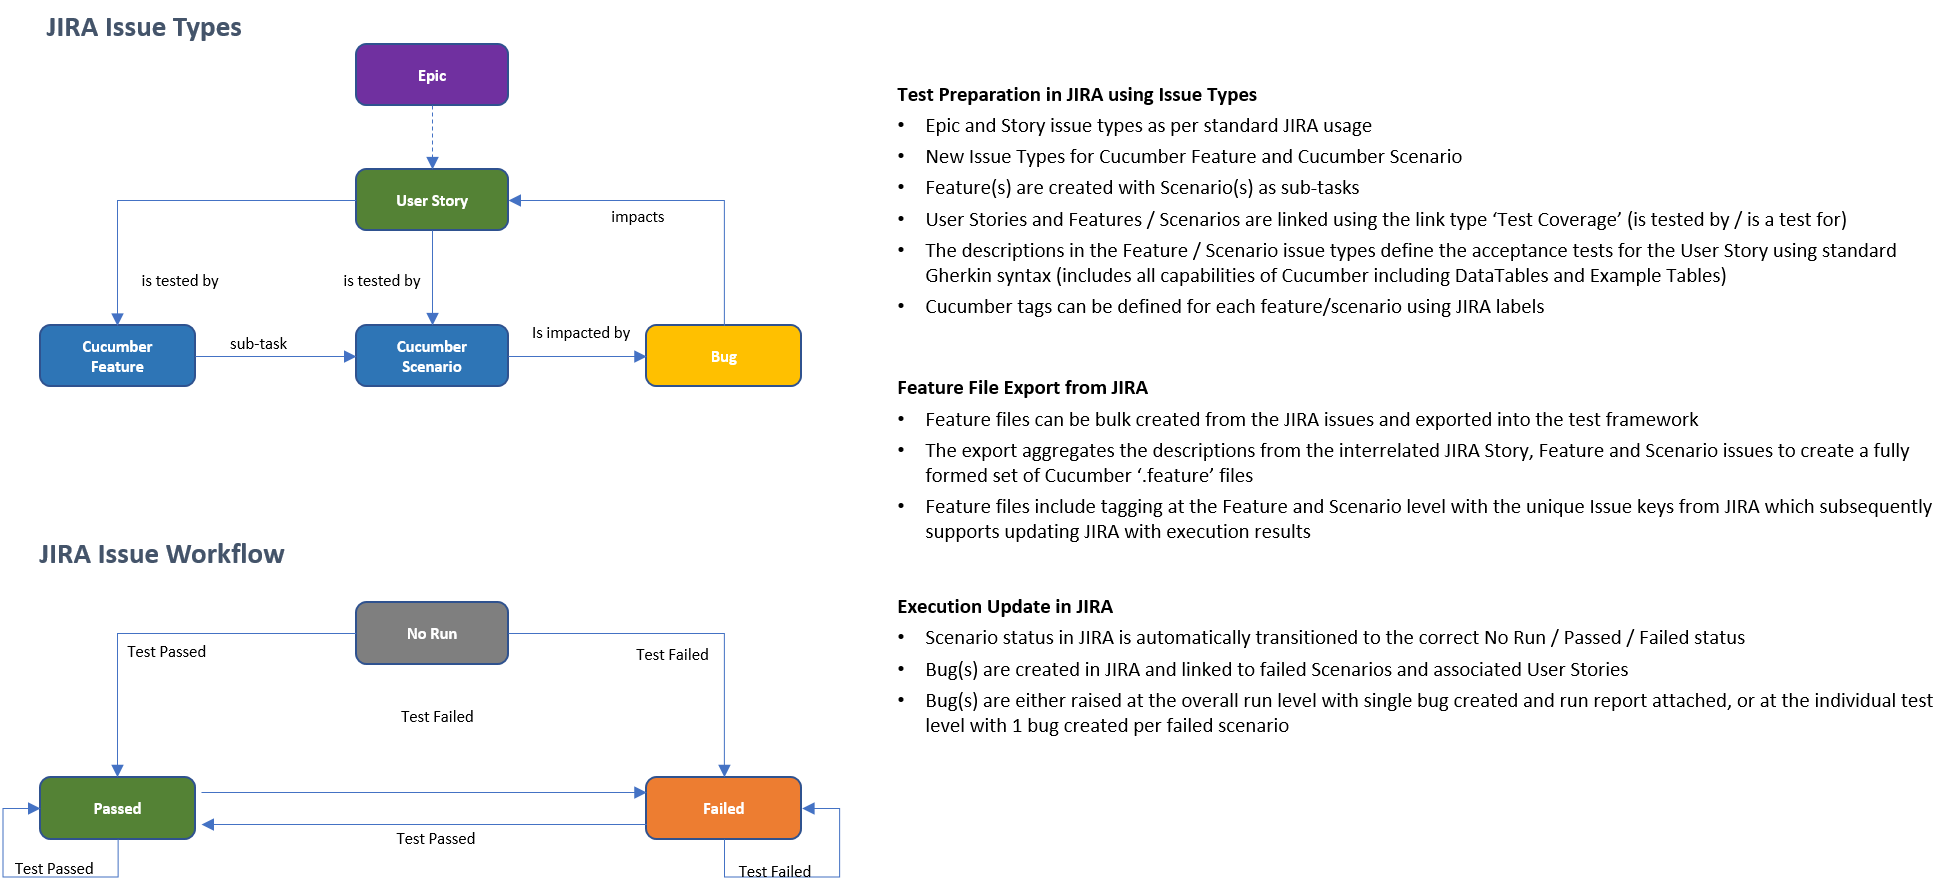 JIRA Issue Types
Epic
User Story
impacts
is tested by
is tested by
Cucumber
Feature
sub-task
Cucumber
Scenario
Is impacted by
Bug
JIRA Issue Workflow
No Run
Test Passed
Test Failed
Test Failed
Passed
Failed
Test Passed
Test Passed
Test Failed
Test Preparation in JIRA using Issue Types
• Epic and Story issue types as per standard JIRA usage
• New Issue Types for Cucumber Feature and Cucumber Scenario
• Feature(s) are created with Scenario(s) as sub-tasks
• User Stories and Features / Scenarios are linked using the link type ‘Test Coverage’ (is tested by / is a test for)
• The descriptions in the Feature / Scenario issue types define the acceptance tests for the User Story using standard
Gherkin syntax (includes all capabilities of Cucumber including DataTables and Example Tables)
• Cucumber tags can be defined for each feature/scenario using JIRA labels
Feature File Export from JIRA
• Feature files can be bulk created from the JIRA issues and exported into the test framework
• The export aggregates the descriptions from the interrelated JIRA Story, Feature and Scenario issues to create a fully
formed set of Cucumber ‘.feature’ files
• Feature files include tagging at the Feature and Scenario level with the unique Issue keys from JIRA which subsequently
supports updating JIRA with execution results
Execution Update in JIRA
• Scenario status in JIRA is automatically transitioned to the correct No Run / Passed / Failed status
• Bug(s) are created in JIRA and linked to failed Scenarios and associated User Stories
• Bug(s) are either raised at the overall run level with single bug created and run report attached, or at the individual test
level with 1 bug created per failed scenario